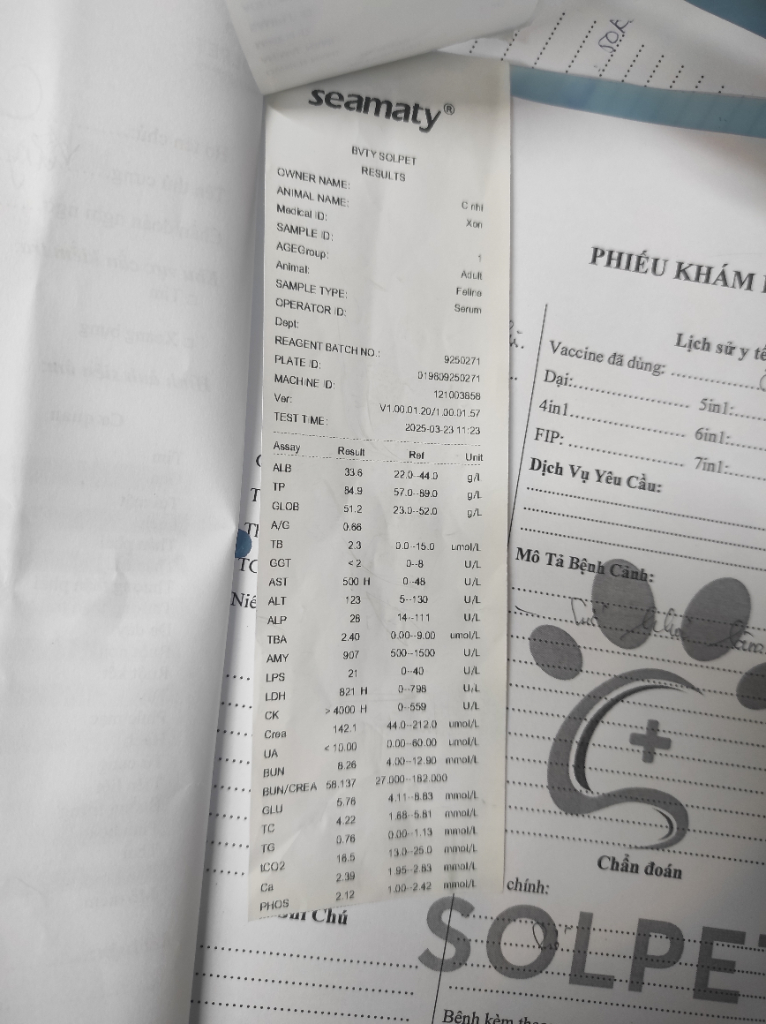 seamaty®
BVTY SOLPET
RESULTS
OWNER NAME: C nhi
ANIMAL NAME: Xon
Medical ID:
SAMPLE ID: 1
AGEGroup: Adult
Animal: Feline
SAMPLE TYPE: Serum
OPERATOR ID:
Dept:
REAGENT BATCH NO.: 9250271
PLATE ID: 019809250271
MACHINE ID: 121003858
Ver: V1.00.01.20/1.00.01.57
TEST TIME: 2025-03-23 11:23
Assay Result Ref Unit
ALB 33.6 22.0--44.0 g/L
TP 84.9 57.0--89.0 g/L
GLOB 51.2 23.0--52.0 g/L
A/G 0.66
TB 2.3 0.0--15.0 umol/L
GGT <2 0--8 U/L
AST 500 H 0--48 U/L
ALT 123 5--130 U/L
ALP 28 14--111 U/L
TBA 2.40 0.00--9.00 umol/L
AMY 907 500--1500 U/L
LPS 21 0--40 U/L
LDH 821 H 0--798 U/L
CK >4000 H 0--559 U/L
Crea 142.1 44.0--212.0 umol/L
UA <10.00 0.00--60.00 umol/L
BUN 8.26 4.00--12.90 mmol/L
BUN/CREA 58.137 27.000--182.000
GLU 5.76 4.11--8.83 mmol/L
TC 4.22 1.68--5.81 mmol/L
TG 0.76 0.00--1.13 mmol/L
tCO2 16.5 13.0--25.0 mmol/L
Ca 2.39 1.95--2.83 mmol/L
PHOS 2.12 1.00--2.42 mmol/L
PHIẾU KHÁM
Lịch sử y tế
Vaccine đã dùng:
Dại: 5in1:
4in1 6in1:
FIP: 7in1:
Dịch Vụ Yêu Cầu:
Mô Tả Bệnh Cảnh:
Chẩn đoán
chính:
SOLPET
Chú
Bệnh kèm theo